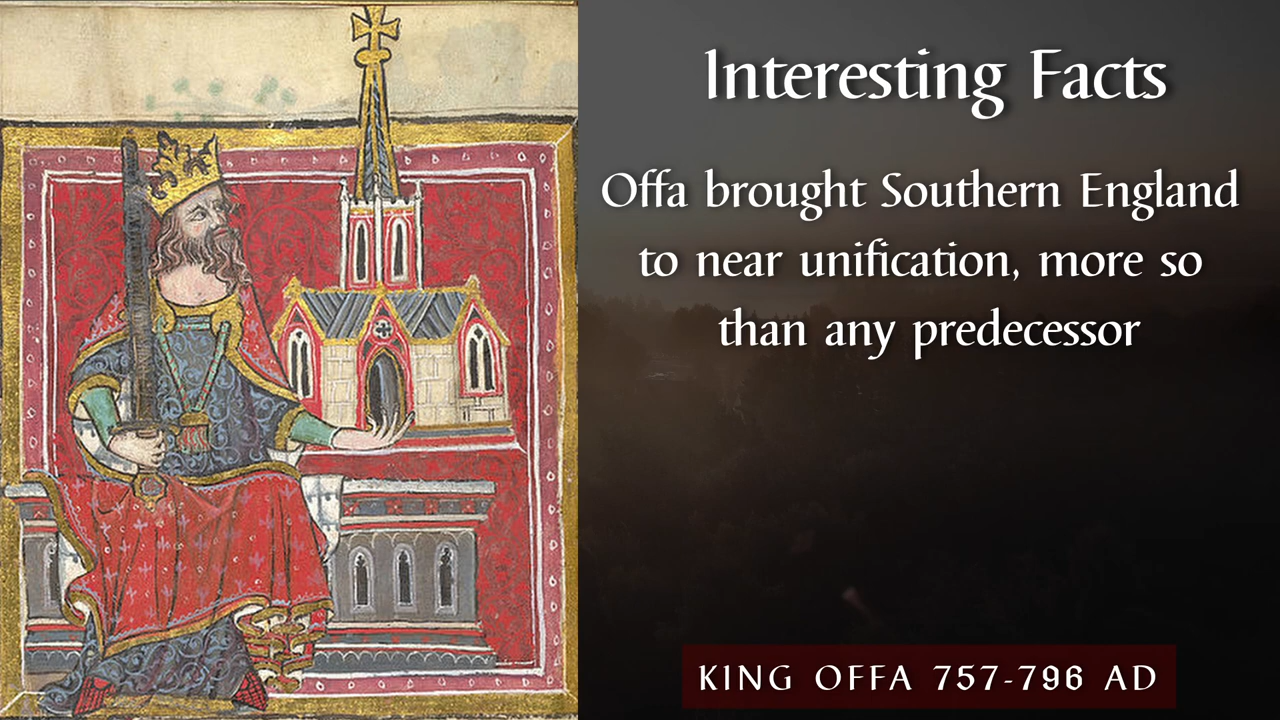 Interesting Facts
Offa brought Southern England
to near unification, more so
than any predecessor
KING OFFA 757-796 AD